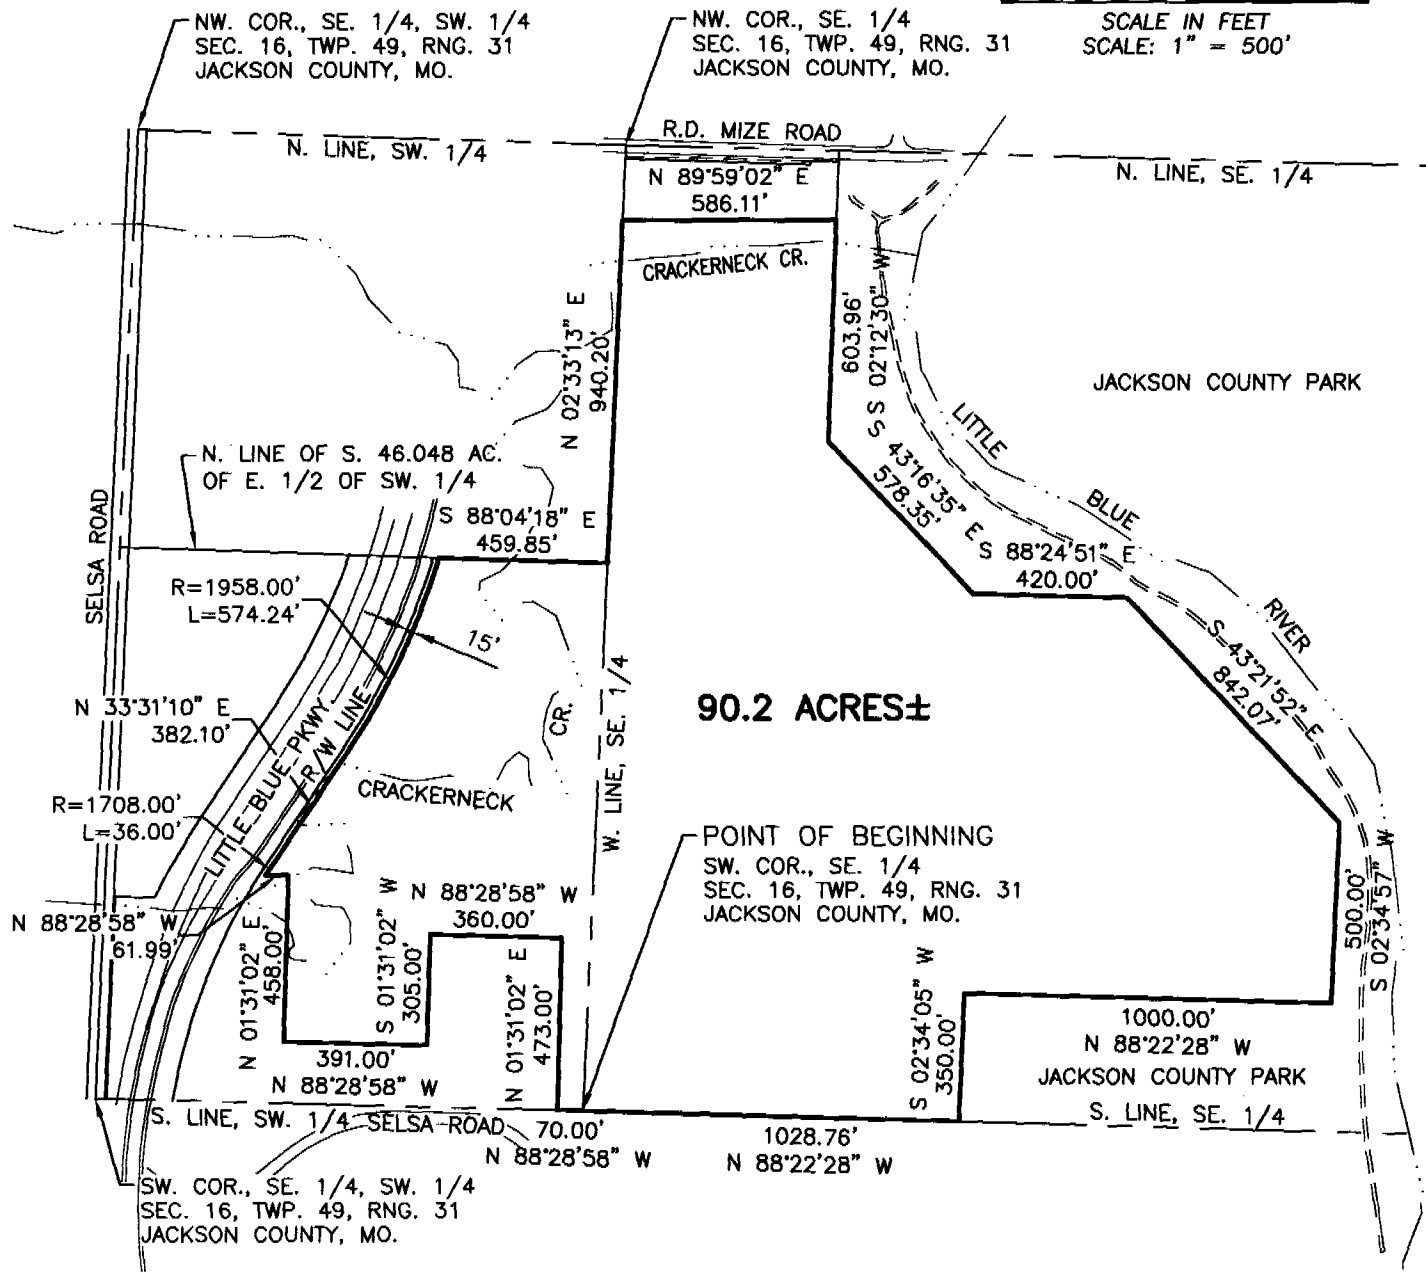 NW. COR., SE. 1/4, SW. 1/4
SEC. 16, TWP. 49, RNG. 31
JACKSON COUNTY, MO.
NW. COR., SE. 1/4
SEC. 16, TWP. 49, RNG. 31
JACKSON COUNTY, MO.
SCALE IN FEET
SCALE: 1" = 500'
N. LINE, SW. 1/4
R.D. MIZE ROAD
N. LINE, SE. 1/4
N 89°59'02" E
586.11'
CRACKERNECK CR.
N 02°33'13" E
940.20'
603.96'
S 02°12'30" W
JACKSON COUNTY PARK
LITTLE
BLUE
RIVER
S 43°16'35" E
578.35'
N. LINE OF S. 46.048 AC.
OF E. 1/2 OF SW. 1/4
SELSA ROAD
S 88°04'18" E
459.85'
S 88°24'51" E
420.00'
R=1958.00'
L=574.24'
15'
S 43°21'52" E
842.07'
W. LINE, SE. 1/4
90.2 ACRES±
N 33°31'10" E
382.10'
LITTLE BLUE PKWY.
R/W LINE
CR.
CRACKERNECK
R=1708.00'
L=36.00'
POINT OF BEGINNING
SW. COR., SE. 1/4
SEC. 16, TWP. 49, RNG. 31
JACKSON COUNTY, MO.
N 88°28'58" W
61.99'
N 01°31'02" E
458.00'
S 01°31'02" W
305.00'
N 88°28'58" W
360.00'
N 01°31'02" E
473.00'
S 02°34'05" W
350.00'
500.00'
S 02°34'57" W
391.00'
N 88°28'58" W
1000.00'
N 88°22'28" W
JACKSON COUNTY PARK
S. LINE, SW. 1/4
SELSA ROAD
70.00'
N 88°28'58" W
1028.76'
N 88°22'28" W
S. LINE, SE. 1/4
SW. COR., SE. 1/4, SW. 1/4
SEC. 16, TWP. 49, RNG. 31
JACKSON COUNTY, MO.